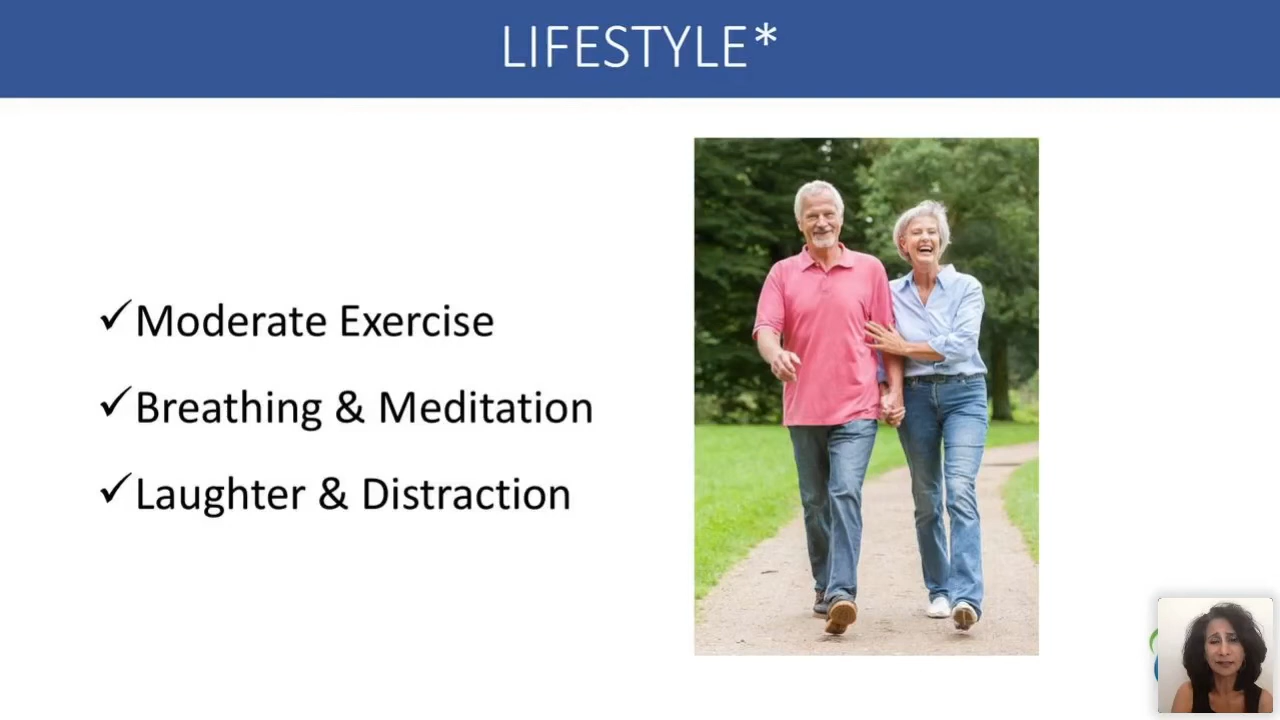 LIFESTYLE*
✓Moderate Exercise
✓Breathing & Meditation
✓Laughter & Distraction